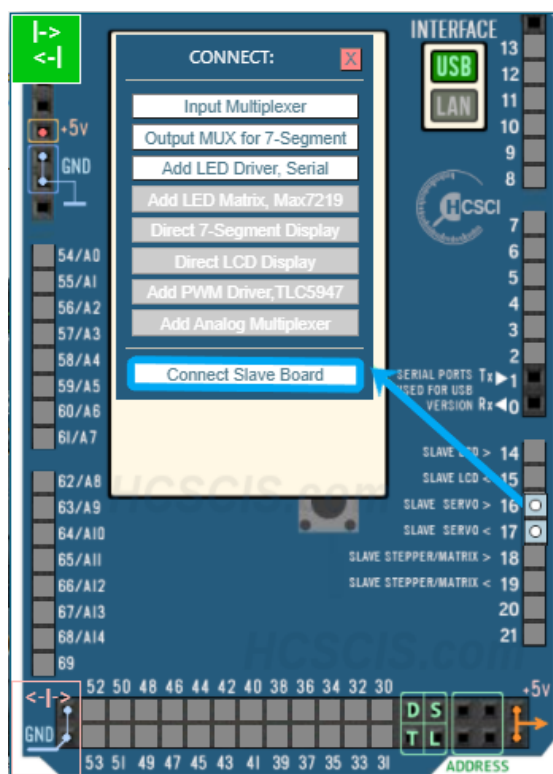 |->
<-|
CONNECT:
X
Input Multiplexer
Output MUX for 7-Segment
Add LED Driver, Serial
Add LED Matrix, Max7219
Direct 7-Segment Display
Direct LCD Display
Add PWM Driver,TLC5947
Add Analog Multiplexer
Connect Slave Board
INTERFACE
USB
LAN
HCSCI
+5V
GND
54/A0
55/A1
56/A2
57/A3
58/A4
59/A5
60/A6
61/A7
62/A8
63/A9
64/A10
65/A11
66/A12
67/A13
68/A14
69
13
12
11
10
9
8
7
6
5
4
3
2
SERIAL PORTS Tx▶1
USED FOR USB
VERSION Rx◀0
SLAVE LCD > 14
SLAVE LCD < 15
SLAVE SERVO > 16
SLAVE SERVO < 17
SLAVE STEPPER/MATRIX > 18
SLAVE STEPPER/MATRIX < 19
20
21
HCSCIS.com
HCSCIS.com
<-|->
GND
52 50 48 46 44 42 40 38 36 34 32 30
53 51 49 47 45 43 41 39 37 35 33 31
D S
T L
ADDRESS
+5V